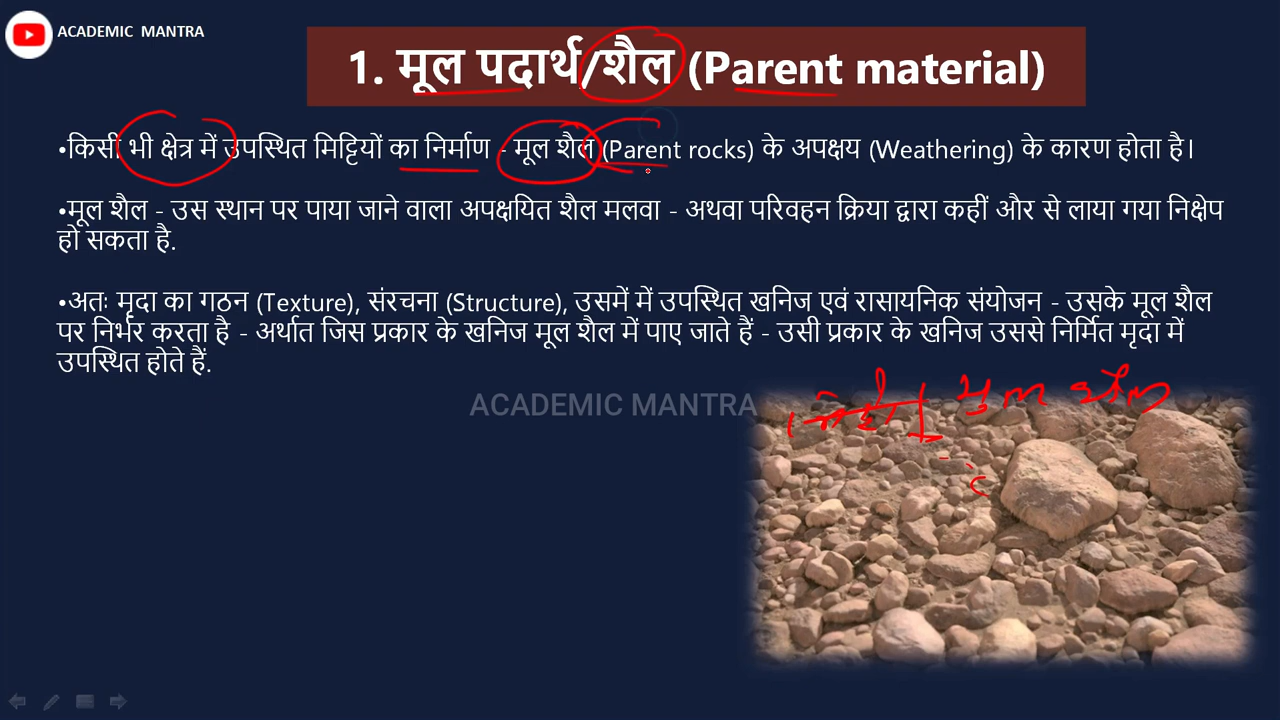 ACADEMIC MANTRA
1. मूल पदार्थ/शैल (Parent material)
•किसी भी क्षेत्र में उपस्थित मिट्टियों का निर्माण - मूल शैल (Parent rocks) के अपक्षय (Weathering) के कारण होता है।
•मूल शैल - उस स्थान पर पाया जाने वाला अपक्षयित शैल मलवा - अथवा परिवहन क्रिया द्वारा कहीं और से लाया गया निक्षेप
हो सकता है.
•अतः मृदा का गठन (Texture), संरचना (Structure), उसमें में उपस्थित खनिज एवं रासायनिक संयोजन - उसके मूल शैल
पर निर्भर करता है - अर्थात जिस प्रकार के खनिज मूल शैल में पाए जाते हैं - उसी प्रकार के खनिज उससे निर्मित मृदा में
उपस्थित होते हैं.
मूल शैल
ACADEMIC MANTRA